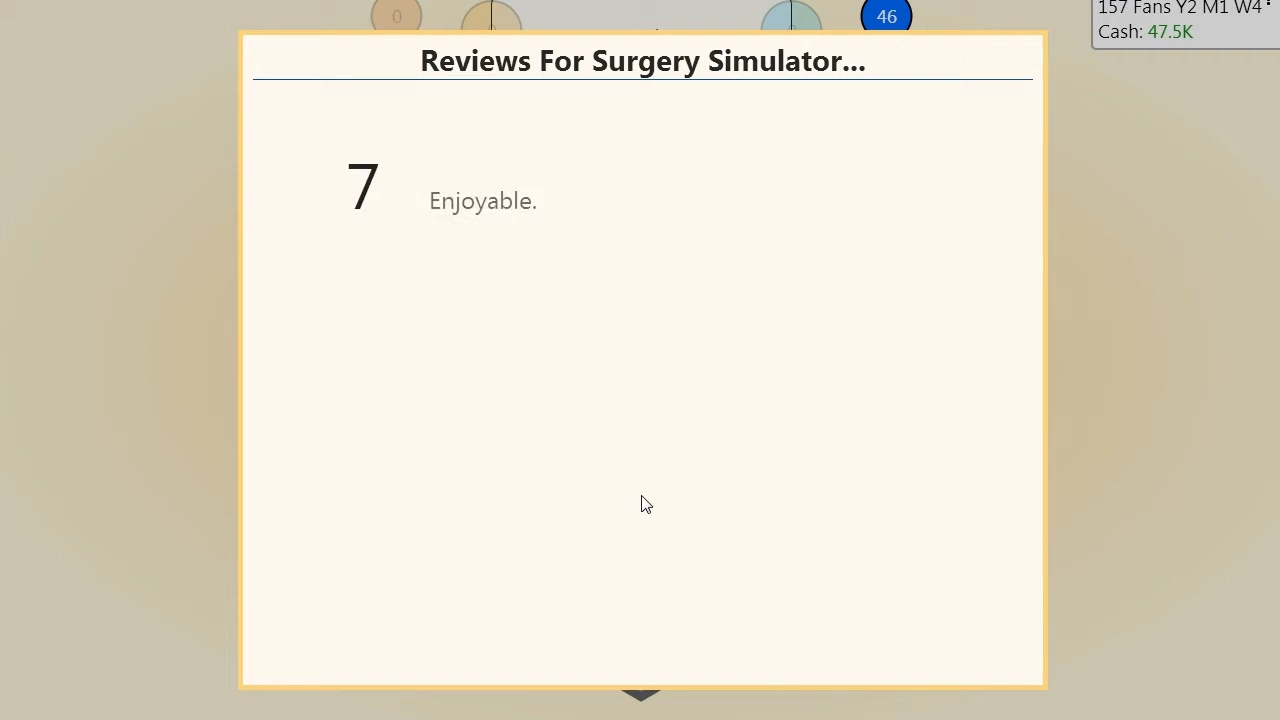 0
46
157 Fans Y2 M1 W4
Cash: 47.5K
Reviews For Surgery Simulator...
7
Enjoyable.